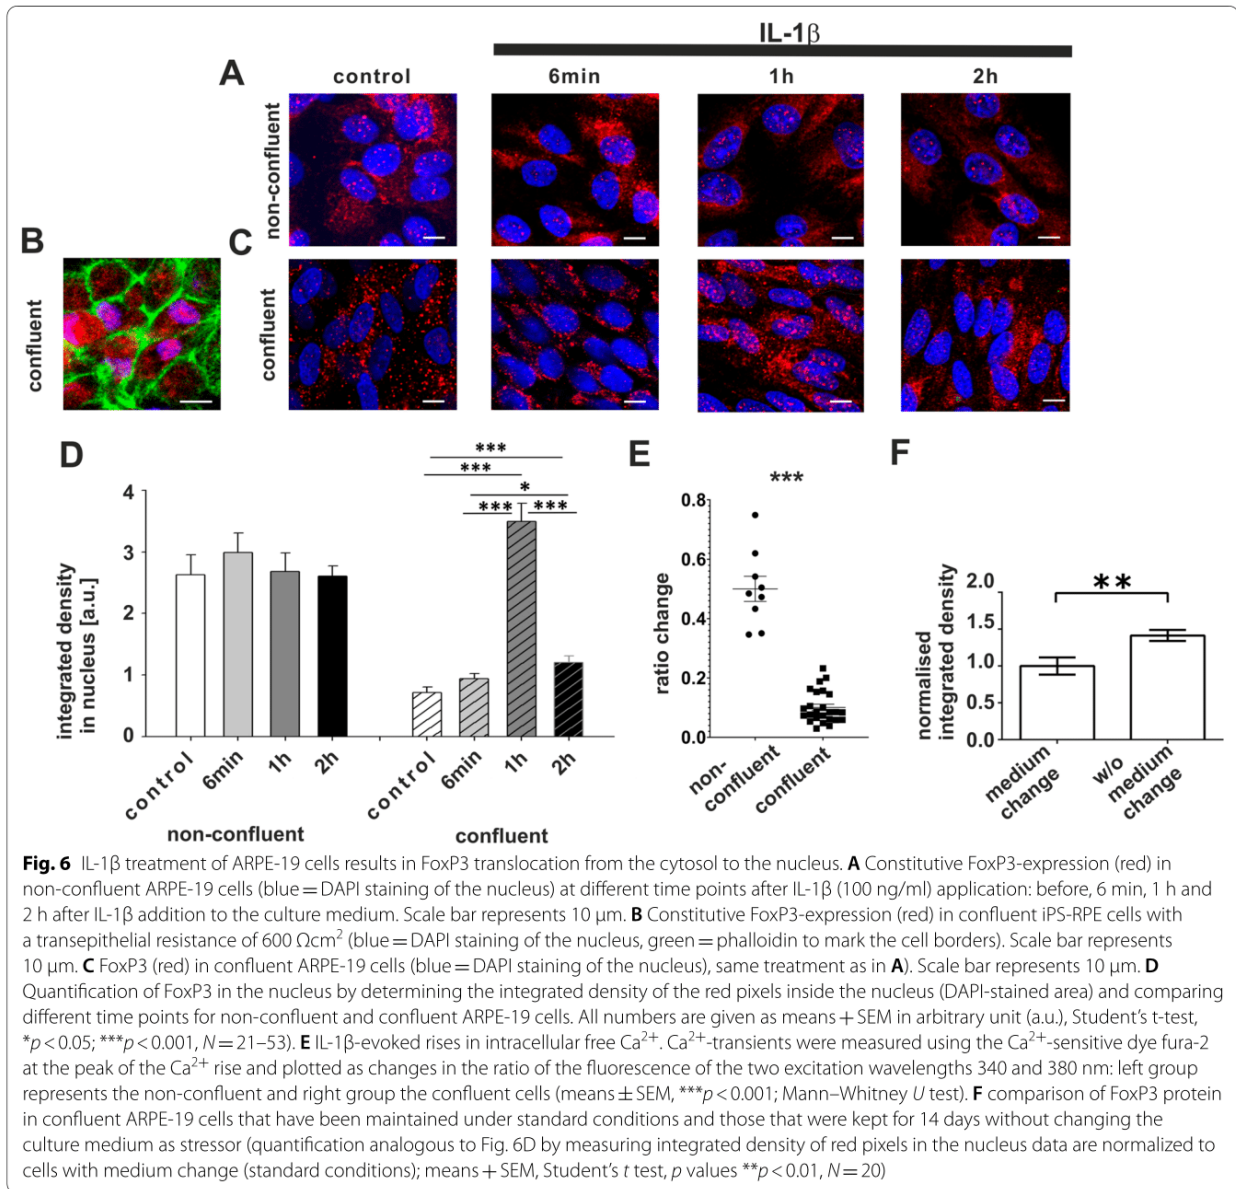 IL-1β
A
control
6min
1h
2h
non-confluent
B
C
confluent
confluent
D
***
***
*
***
***
4
3
2
1
0
integrated density
in nucleus [a.u.]
control
6min
1h
2h
control
6min
1h
2h
non-confluent
confluent
E
***
0.8
0.6
0.4
0.2
0.0
ratio change
non-
confluent
confluent
F
**
2.0
1.5
1.0
0.5
0.0
normalised
integrated density
medium
change
w/o
medium
change
Fig. 6 IL-1β treatment of ARPE-19 cells results in FoxP3 translocation from the cytosol to the nucleus. A Constitutive FoxP3-expression (red) in
non-confluent ARPE-19 cells (blue = DAPI staining of the nucleus) at different time points after IL-1β (100 ng/ml) application: before, 6 min, 1 h and
2 h after IL-1β addition to the culture medium. Scale bar represents 10 μm. B Constitutive FoxP3-expression (red) in confluent iPS-RPE cells with
a transepithelial resistance of 600 Ωcm² (blue = DAPI staining of the nucleus, green = phalloidin to mark the cell borders). Scale bar represents
10 μm. C FoxP3 (red) in confluent ARPE-19 cells (blue = DAPI staining of the nucleus), same treatment as in A). Scale bar represents 10 μm. D
Quantification of FoxP3 in the nucleus by determining the integrated density of the red pixels inside the nucleus (DAPI-stained area) and comparing
different time points for non-confluent and confluent ARPE-19 cells. All numbers are given as means + SEM in arbitrary unit (a.u.), Student's t-test,
*p < 0.05; ***p < 0.001, N = 21–53). E IL-1β-evoked rises in intracellular free Ca²⁺. Ca²⁺-transients were measured using the Ca²⁺-sensitive dye fura-2
at the peak of the Ca²⁺ rise and plotted as changes in the ratio of the fluorescence of the two excitation wavelengths 340 and 380 nm: left group
represents the non-confluent and right group the confluent cells (means ± SEM, ***p < 0.001; Mann–Whitney U test). F comparison of FoxP3 protein
in confluent ARPE-19 cells that have been maintained under standard conditions and those that were kept for 14 days without changing the
culture medium as stressor (quantification analogous to Fig. 6D by measuring integrated density of red pixels in the nucleus data are normalized to
cells with medium change (standard conditions); means + SEM, Student's t test, p values **p < 0.01, N = 20)